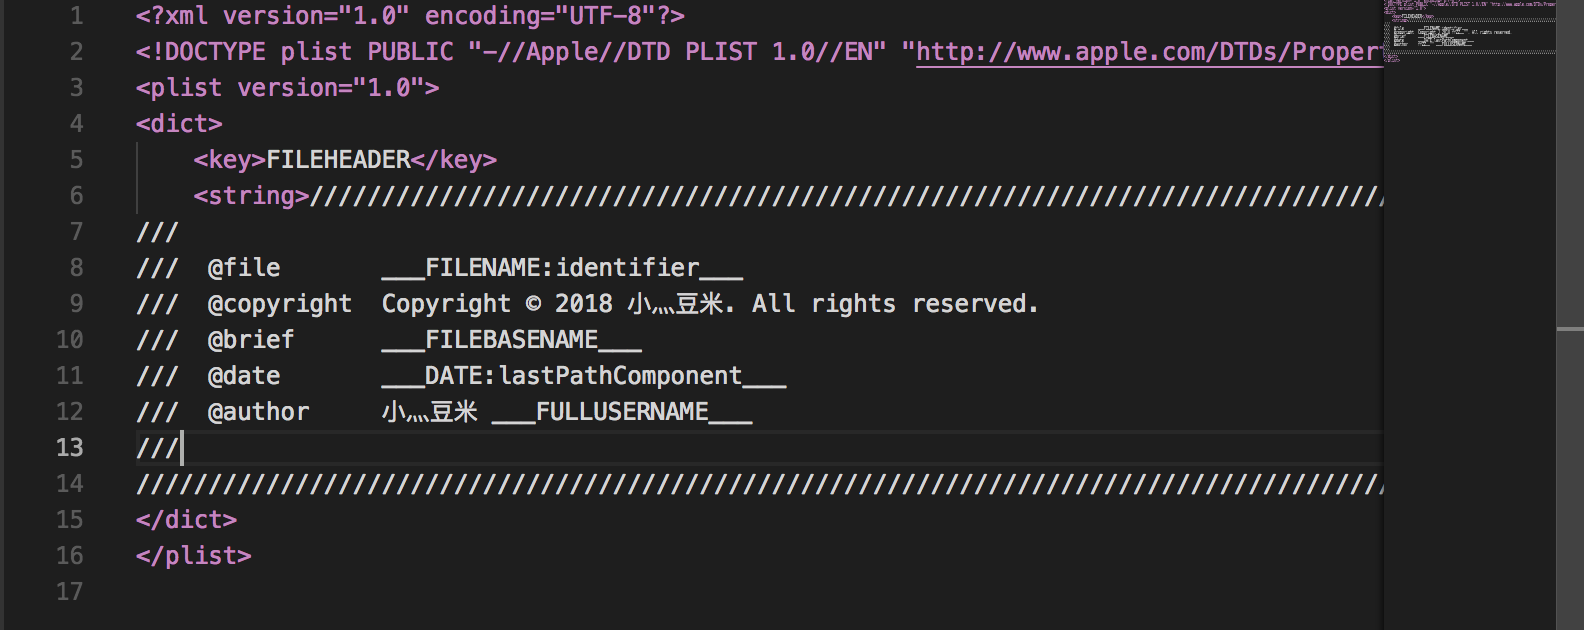 1 <?xml version="1.0" encoding="UTF-8"?>
2 <!DOCTYPE plist PUBLIC "-//Apple//DTD PLIST 1.0//EN" "http://www.apple.com/DTDs/Proper
3 <plist version="1.0">
4 <dict>
5     <key>FILEHEADER</key>
6     <string>//////////////////////////////////////////////////////////////////////////
7 ///
8 ///  @file       ___FILENAME:identifier___
9 ///  @copyright  Copyright © 2018 小灬豆米. All rights reserved.
10 ///  @brief      ___FILEBASENAME___
11 ///  @date       ___DATE:lastPathComponent___
12 ///  @author     小灬豆米 ___FULLUSERNAME___
13 ///
14 //////////////////////////////////////////////////////////////////////////////////////
15 </dict>
16 </plist>
17